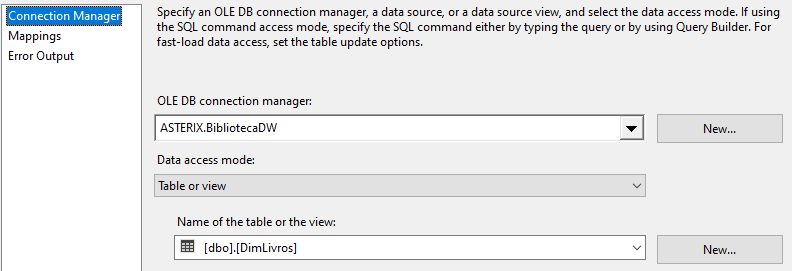 Connection Manager
Mappings
Error Output
Specify an OLE DB connection manager, a data source, or a data source view, and select the data access mode. If using
the SQL command access mode, specify the SQL command either by typing the query or by using Query Builder. For
fast-load data access, set the table update options.
OLE DB connection manager:
ASTERIX.BibliotecaDW
New...
Data access mode:
Table or view
Name of the table or the view:
[dbo].[DimLivros]
New...